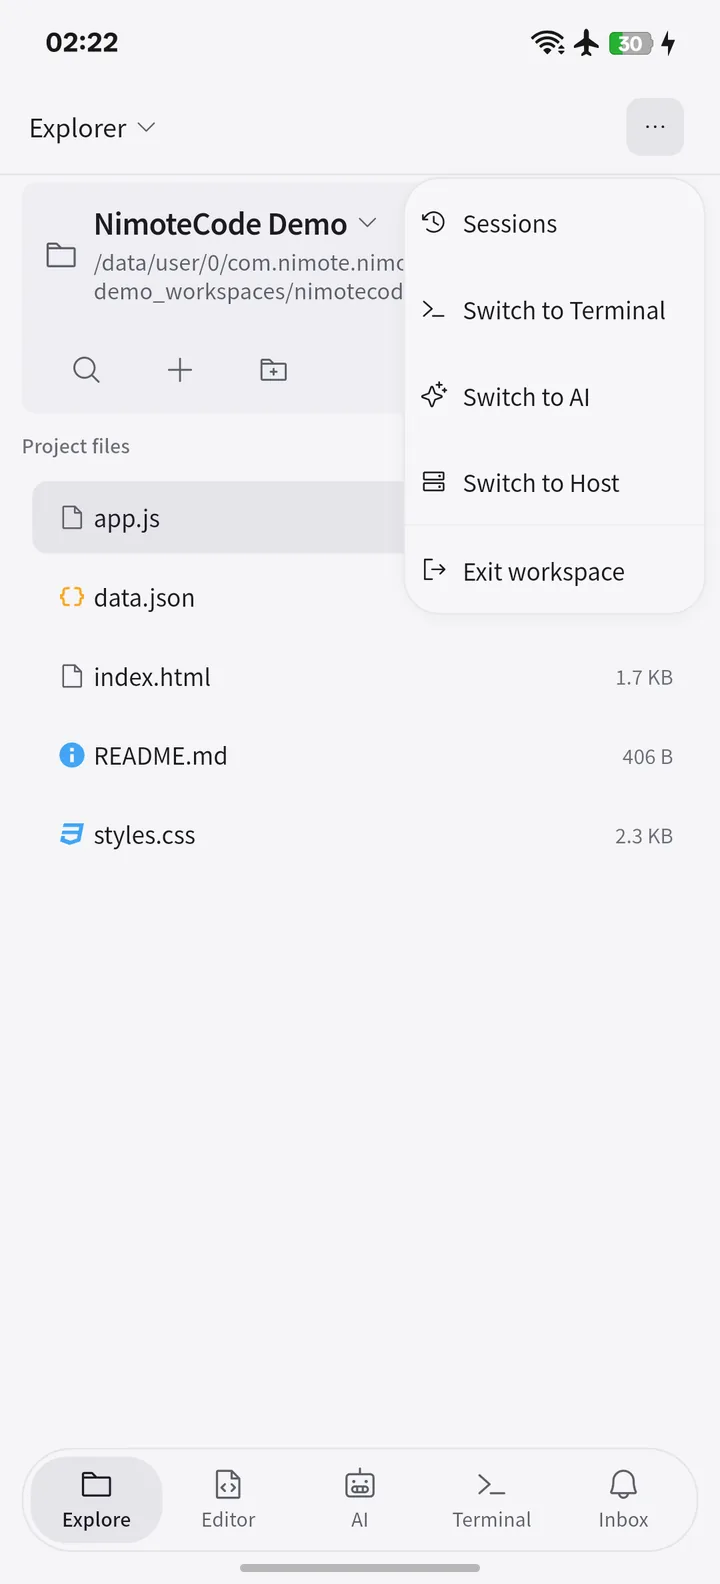 02:22
30
Explorer
NimoteCode Demo
/data/user/0/com.nimote.nimo
demo_workspaces/nimotecod
Sessions
Switch to Terminal
Switch to AI
Switch to Host
Exit workspace
Project files
app.js
data.json
index.html 1.7 KB
README.md 406 B
styles.css 2.3 KB
Explore Editor AI Terminal Inbox